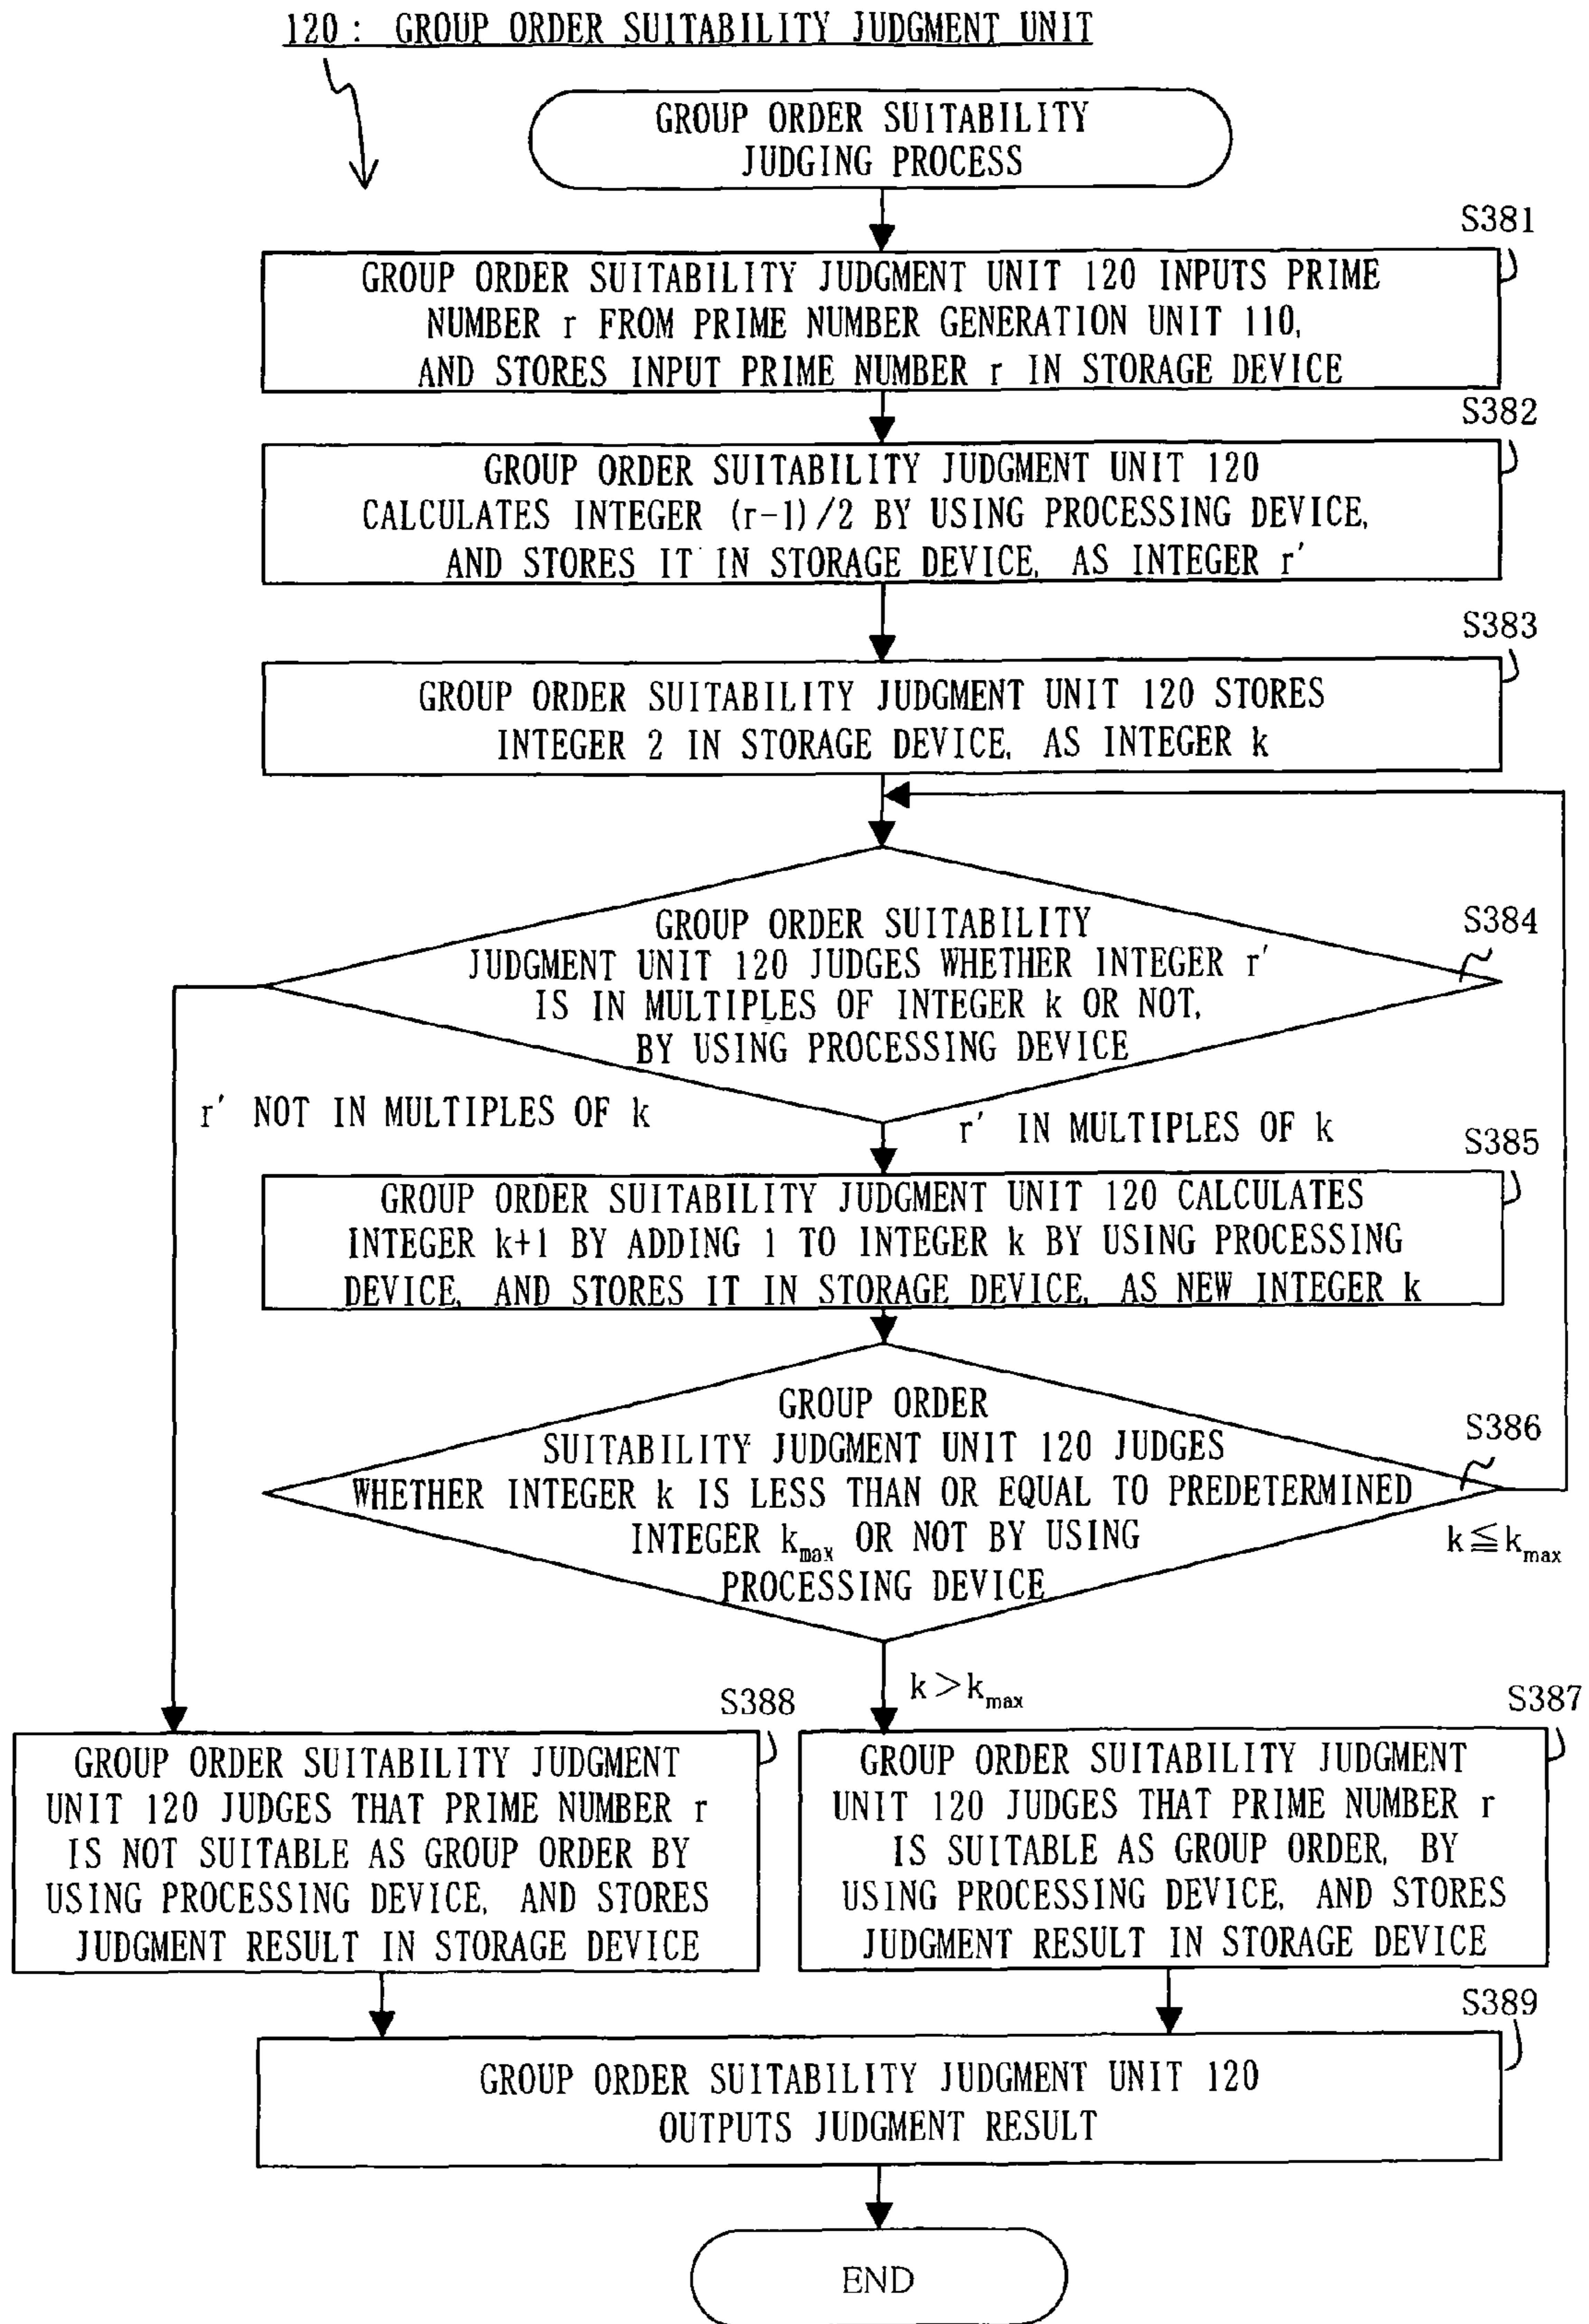 120 : GROUP ORDER SUITABILITY JUDGMENT UNIT
GROUP ORDER SUITABILITY
JUDGING PROCESS
S381
GROUP ORDER SUITABILITY JUDGMENT UNIT 120 INPUTS PRIME
NUMBER r FROM PRIME NUMBER GENERATION UNIT 110,
AND STORES INPUT PRIME NUMBER r IN STORAGE DEVICE
S382
GROUP ORDER SUITABILITY JUDGMENT UNIT 120
CALCULATES INTEGER (r-1)/2 BY USING PROCESSING DEVICE,
AND STORES IT IN STORAGE DEVICE, AS INTEGER r'
S383
GROUP ORDER SUITABILITY JUDGMENT UNIT 120 STORES
INTEGER 2 IN STORAGE DEVICE, AS INTEGER k
S384
GROUP ORDER SUITABILITY
JUDGMENT UNIT 120 JUDGES WHETHER INTEGER r'
IS IN MULTIPLES OF INTEGER k OR NOT,
BY USING PROCESSING DEVICE
r' NOT IN MULTIPLES OF k
r' IN MULTIPLES OF k
S385
GROUP ORDER SUITABILITY JUDGMENT UNIT 120 CALCULATES
INTEGER k+1 BY ADDING 1 TO INTEGER k BY USING PROCESSING
DEVICE, AND STORES IT IN STORAGE DEVICE, AS NEW INTEGER k
S386
GROUP ORDER
SUITABILITY JUDGMENT UNIT 120 JUDGES
WHETHER INTEGER k IS LESS THAN OR EQUAL TO PREDETERMINED
INTEGER kmax OR NOT BY USING
PROCESSING DEVICE
k≦kmax
k>kmax
S388
GROUP ORDER SUITABILITY JUDGMENT
UNIT 120 JUDGES THAT PRIME NUMBER r
IS NOT SUITABLE AS GROUP ORDER BY
USING PROCESSING DEVICE, AND STORES
JUDGMENT RESULT IN STORAGE DEVICE
S387
GROUP ORDER SUITABILITY JUDGMENT
UNIT 120 JUDGES THAT PRIME NUMBER r
IS SUITABLE AS GROUP ORDER, BY
USING PROCESSING DEVICE, AND STORES
JUDGMENT RESULT IN STORAGE DEVICE
S389
GROUP ORDER SUITABILITY JUDGMENT UNIT 120
OUTPUTS JUDGMENT RESULT
END